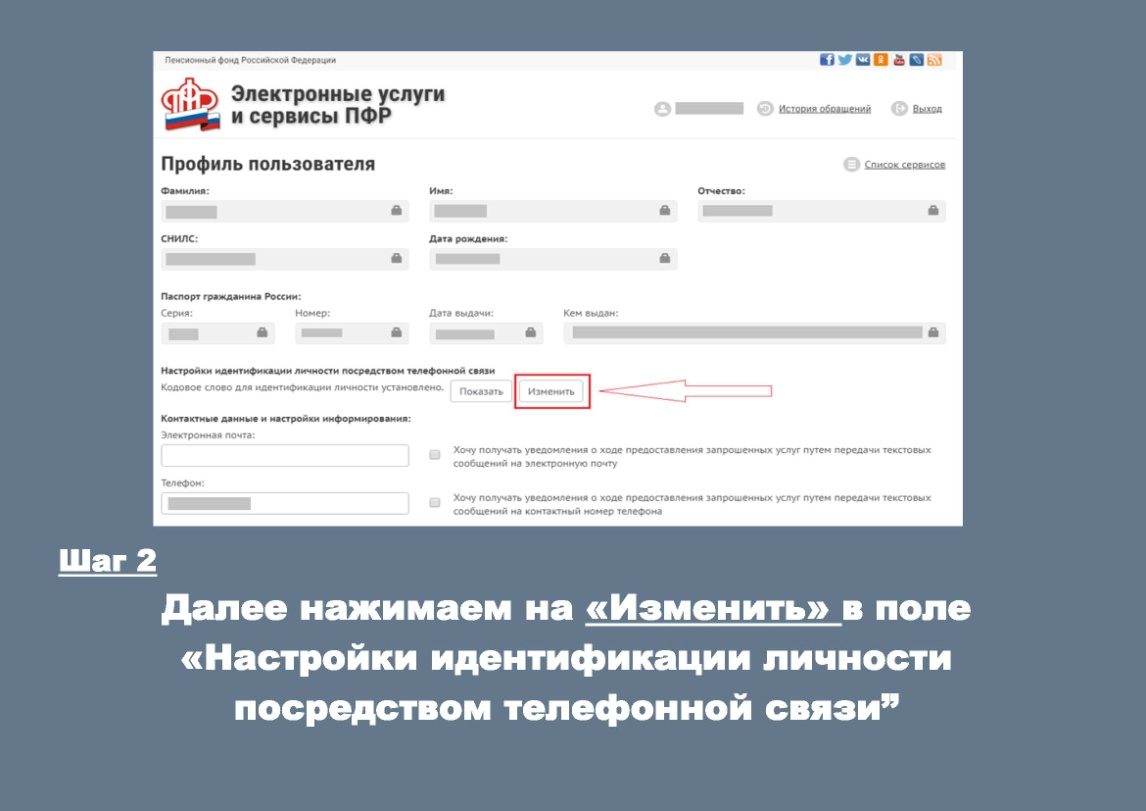 Пенсионный фонд Российской Федерации
Электронные услуги
и сервисы ПФР
История обращений
Выход
Профиль пользователя
Список сервисов
Фамилия:
Имя:
Отчество:
СНИЛС:
Дата рождения:
Паспорт гражданина России:
Серия:
Номер:
Дата выдачи:
Кем выдан:
Настройки идентификации личности посредством телефонной связи
Кодовое слово для идентификации личности установлено.
Показать
Изменить
Контактные данные и настройки информирования:
Электронная почта:
Хочу получать уведомления о ходе предоставления запрошенных услуг путем передачи текстовых
сообщений на электронную почту
Телефон:
Хочу получать уведомления о ходе предоставления запрошенных услуг путем передачи текстовых
сообщений на контактный номер телефона
Шаг 2
Далее нажимаем на «Изменить» в поле
«Настройки идентификации личности
посредством телефонной связи”